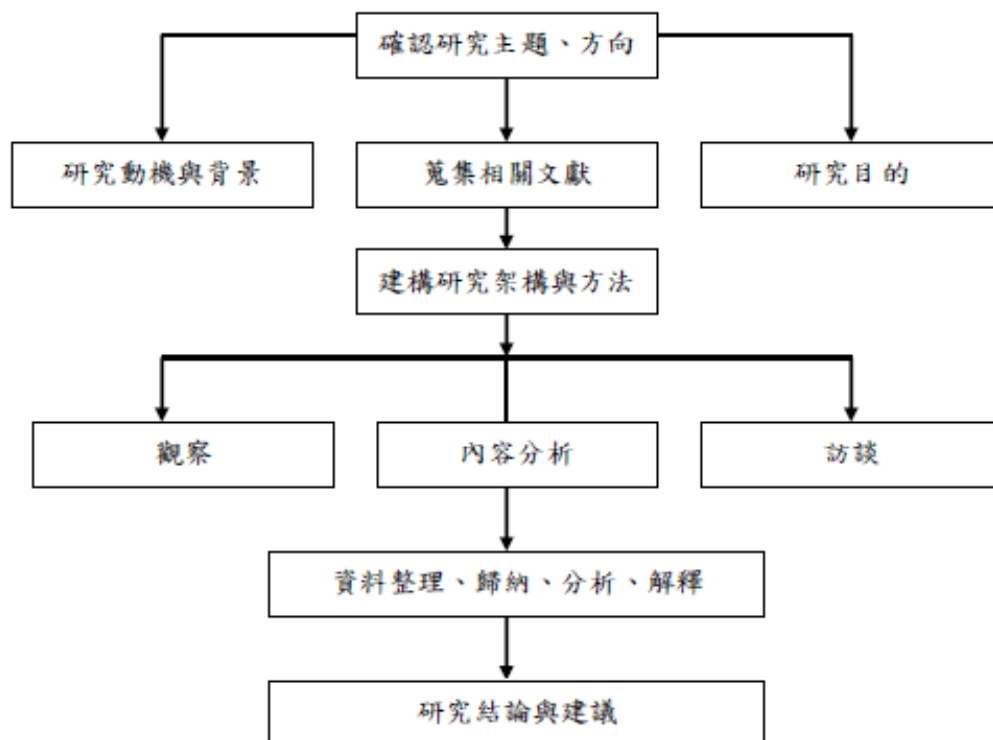 確認研究主題、方向
研究動機與背景
蒐集相關文獻
研究目的
建構研究架構與方法
觀察
內容分析
訪談
資料整理、歸納、分析、解釋
研究結論與建議